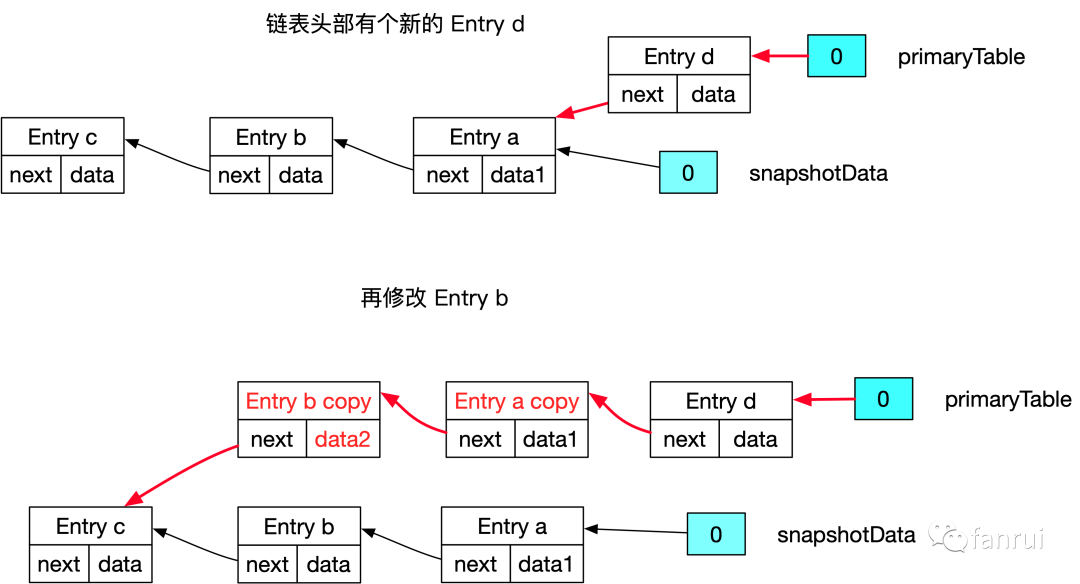 链表头部有个新的 Entry d
Entry d
next data
0
primaryTable
Entry c
next data
Entry b
next data
Entry a
next data1
0
snapshotData
再修改 Entry b
Entry b copy
next data2
Entry a copy
next data1
Entry d
next data
0
primaryTable
Entry c
next data
Entry b
next data
Entry a
next data1
0
snapshotData
fanrui